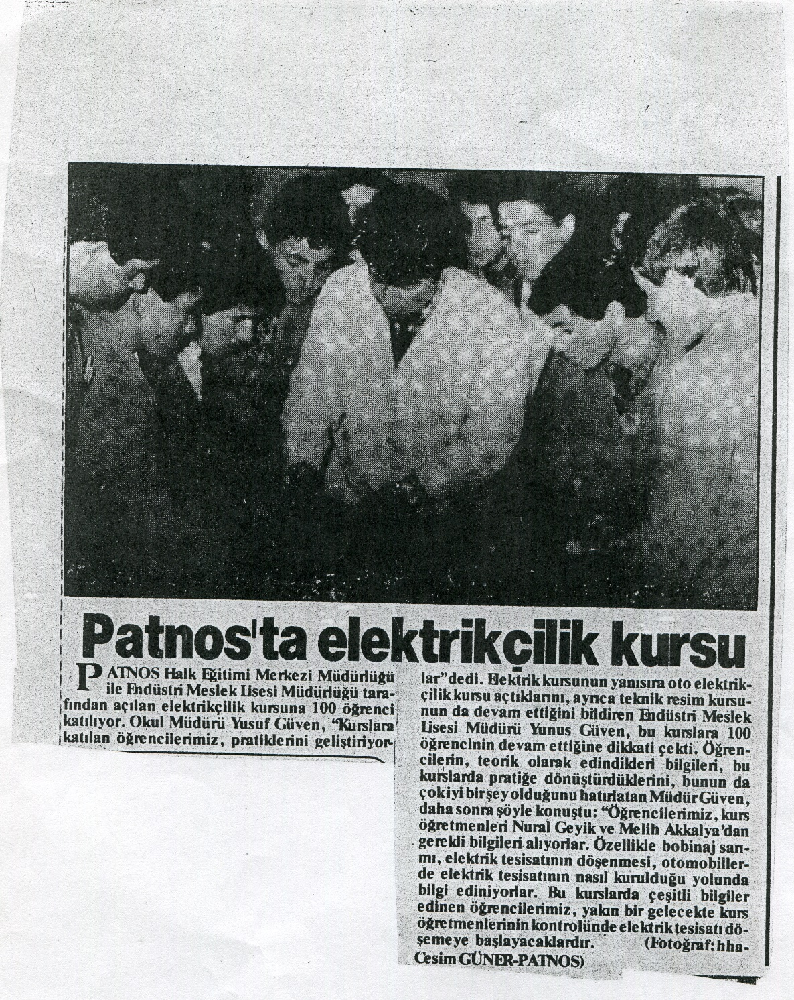 Patnos'ta elektrikçilik kursu
PATNOS Halk Eğitimi Merkezi Müdürlüğü
ile Endüstri Meslek Lisesi Müdürlüğü tara-
fından açılan elektrikçilik kursuna 100 öğrenci
katılıyor. Okul Müdürü Yusuf Güven, “Kurslara
katılan öğrencilerimiz, pratiklerini geliştiriyor-
lar” dedi. Elektrik kursunun yanısıra oto elektrik-
çilik kursu açtıklarını, ayrıca teknik resim kursu-
nun da devam ettiğini bildiren Endüstri Meslek
Lisesi Müdürü Yunus Güven, bu kurslara 100
öğrencinin devam ettiğine dikkati çekti. Öğren-
cilerin, teorik olarak edindikleri bilgileri, bu
kurslarda pratiğe dönüştürdüklerini, bunun da
çok iyi bir şey olduğunu hatırlatan Müdür Güven,
daha sonra şöyle konuştu: “Öğrencilerimiz, kurs
öğretmenleri Nural Geyik ve Melih Akkalya'dan
gerekli bilgileri alıyorlar. Özellikle bobinaj sarı-
mı, elektrik tesisatının döşenmesi, otomobiller-
de elektrik tesisatının nasıl kurulduğu yolunda
bilgi ediniyorlar. Bu kurslarda çeşitli bilgiler
edinen öğrencilerimiz, yakın bir gelecekte kurs
öğretmenlerinin kontrolünde elektrik tesisatı dö-
şemeye başlayacaklardır. (Fotoğraf: hha-
Cesim GÜNER-PATNOS)